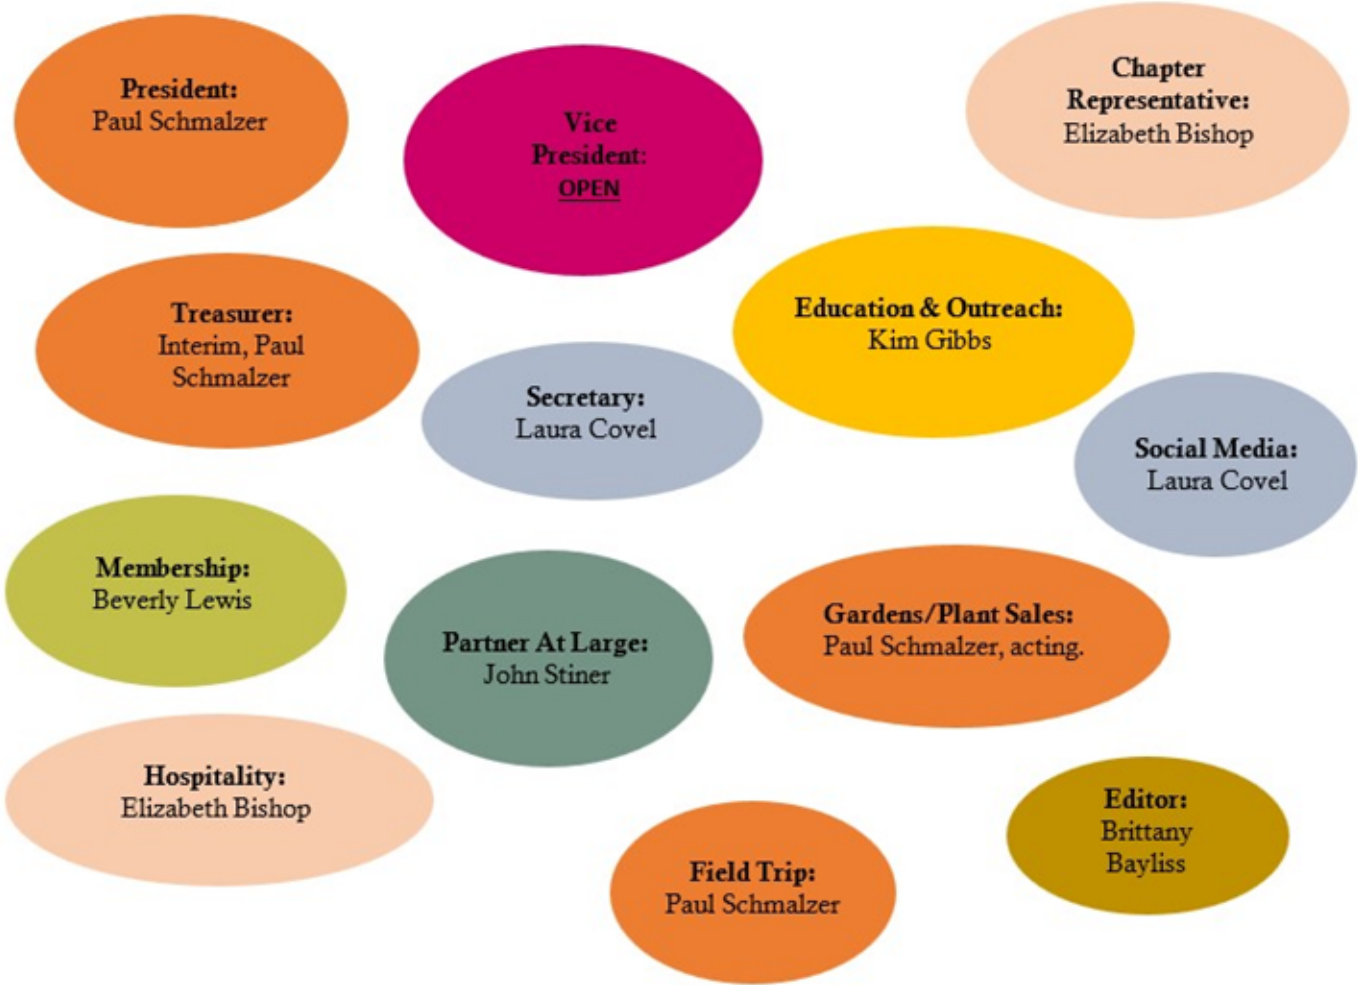 President:
Paul Schmalzer
Vice
President:
OPEN
Chapter
Representative:
Elizabeth Bishop
Treasurer:
Interim, Paul
Schmalzer
Secretary:
Laura Covel
Education & Outreach:
Kim Gibbs
Social Media:
Laura Covel
Membership:
Beverly Lewis
Partner At Large:
John Stiner
Gardens/Plant Sales:
Paul Schmalzer, acting.
Hospitality:
Elizabeth Bishop
Field Trip:
Paul Schmalzer
Editor:
Brittany
Bayliss